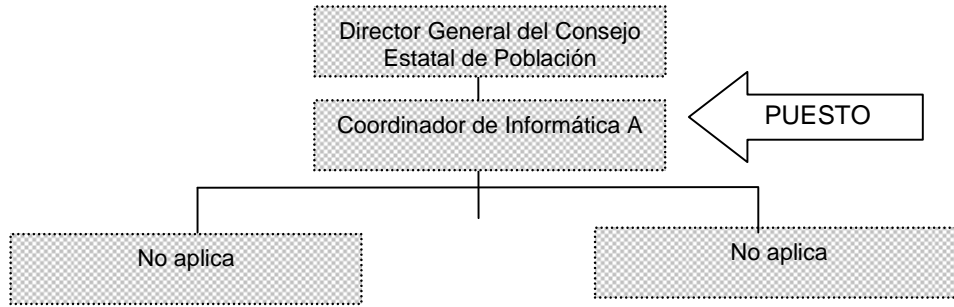 Director General del Consejo
Estatal de Población
Coordinador de Informática A
PUESTO
No aplica
No aplica